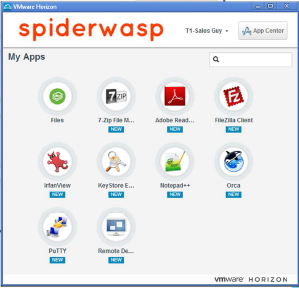 VMware Horizon
spiderwasp
T1-Sales Guy
App Center
My Apps
Files
7-Zip File M...
Adobe Read...
FileZilla Client
NEW
NEW
NEW
IrfanView
KeyStore E...
Notepad++
Orca
NEW
NEW
NEW
NEW
PuTTY
Remote De...
NEW
NEW
vmware HORIZON